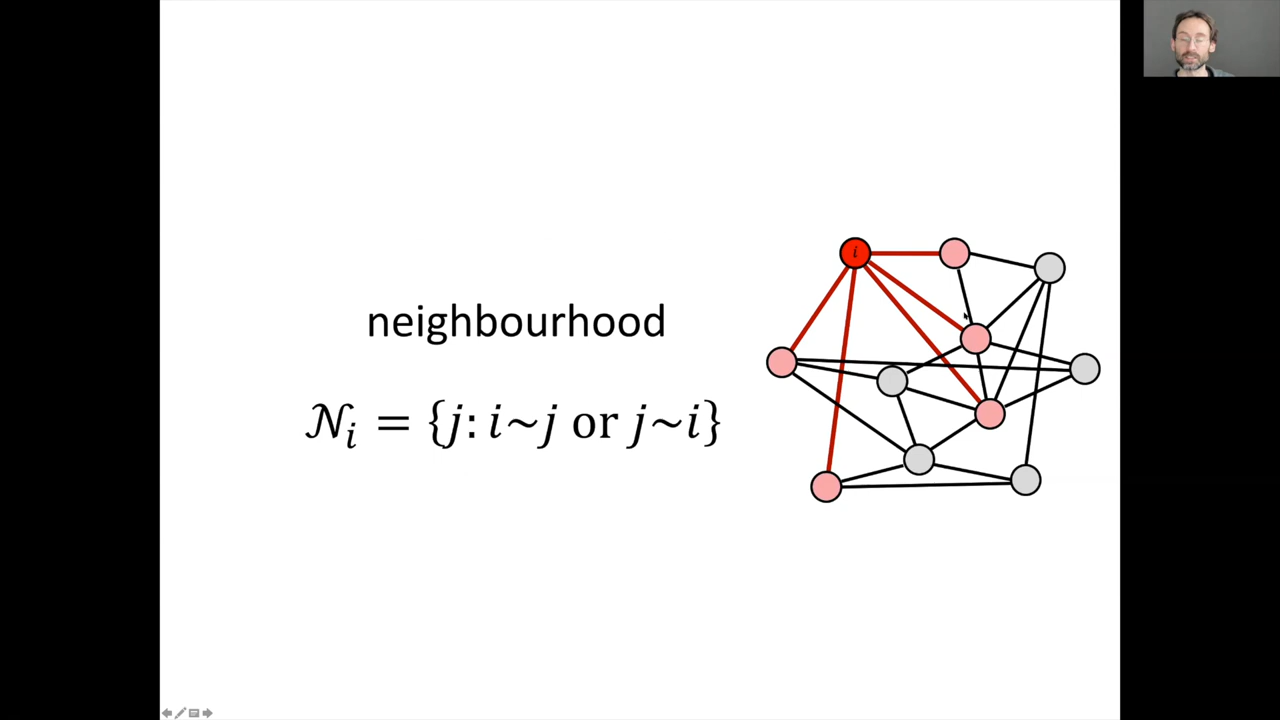 neighbourhood
𝒩ᵢ = {j: i~j or j~i}
i